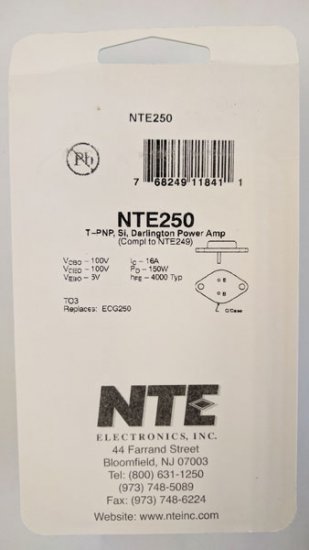 NTE250
Pb
7 68249 11841 1
NTE250
T-PNP, Si, Darlington Power Amp
(Compl to NTE249)
VCBO - 100V IC - 16A
VCEO - 100V PD - 150W
VEBO - 5V hFE - 4000 Typ
E
B
C/Case
TO3
Replaces: ECG250
NTE
ELECTRONICS, INC.
44 Farrand Street
Bloomfield, NJ 07003
Tel: (800) 631-1250
(973) 748-5089
Fax: (973) 748-6224
www.nteinc.com